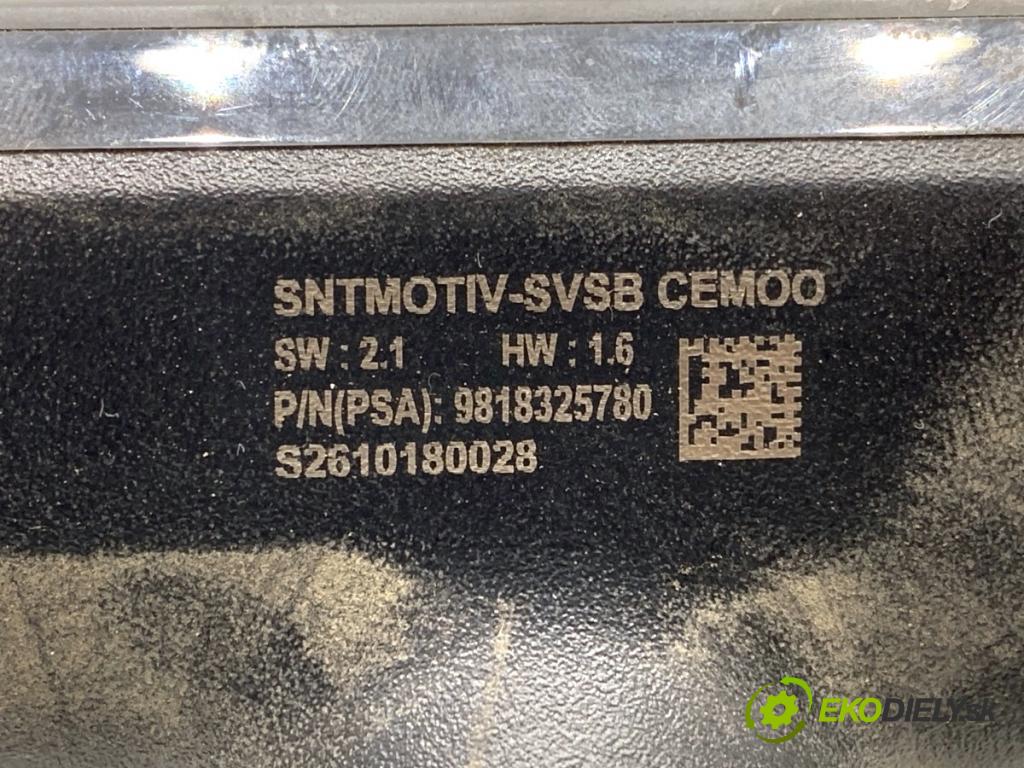 SNTMOTIV-SVSB CEMOO
SW : 2.1 HW : 1.6
P/N(PSA): 9818325780
S2610180028
EKODIELY.SK